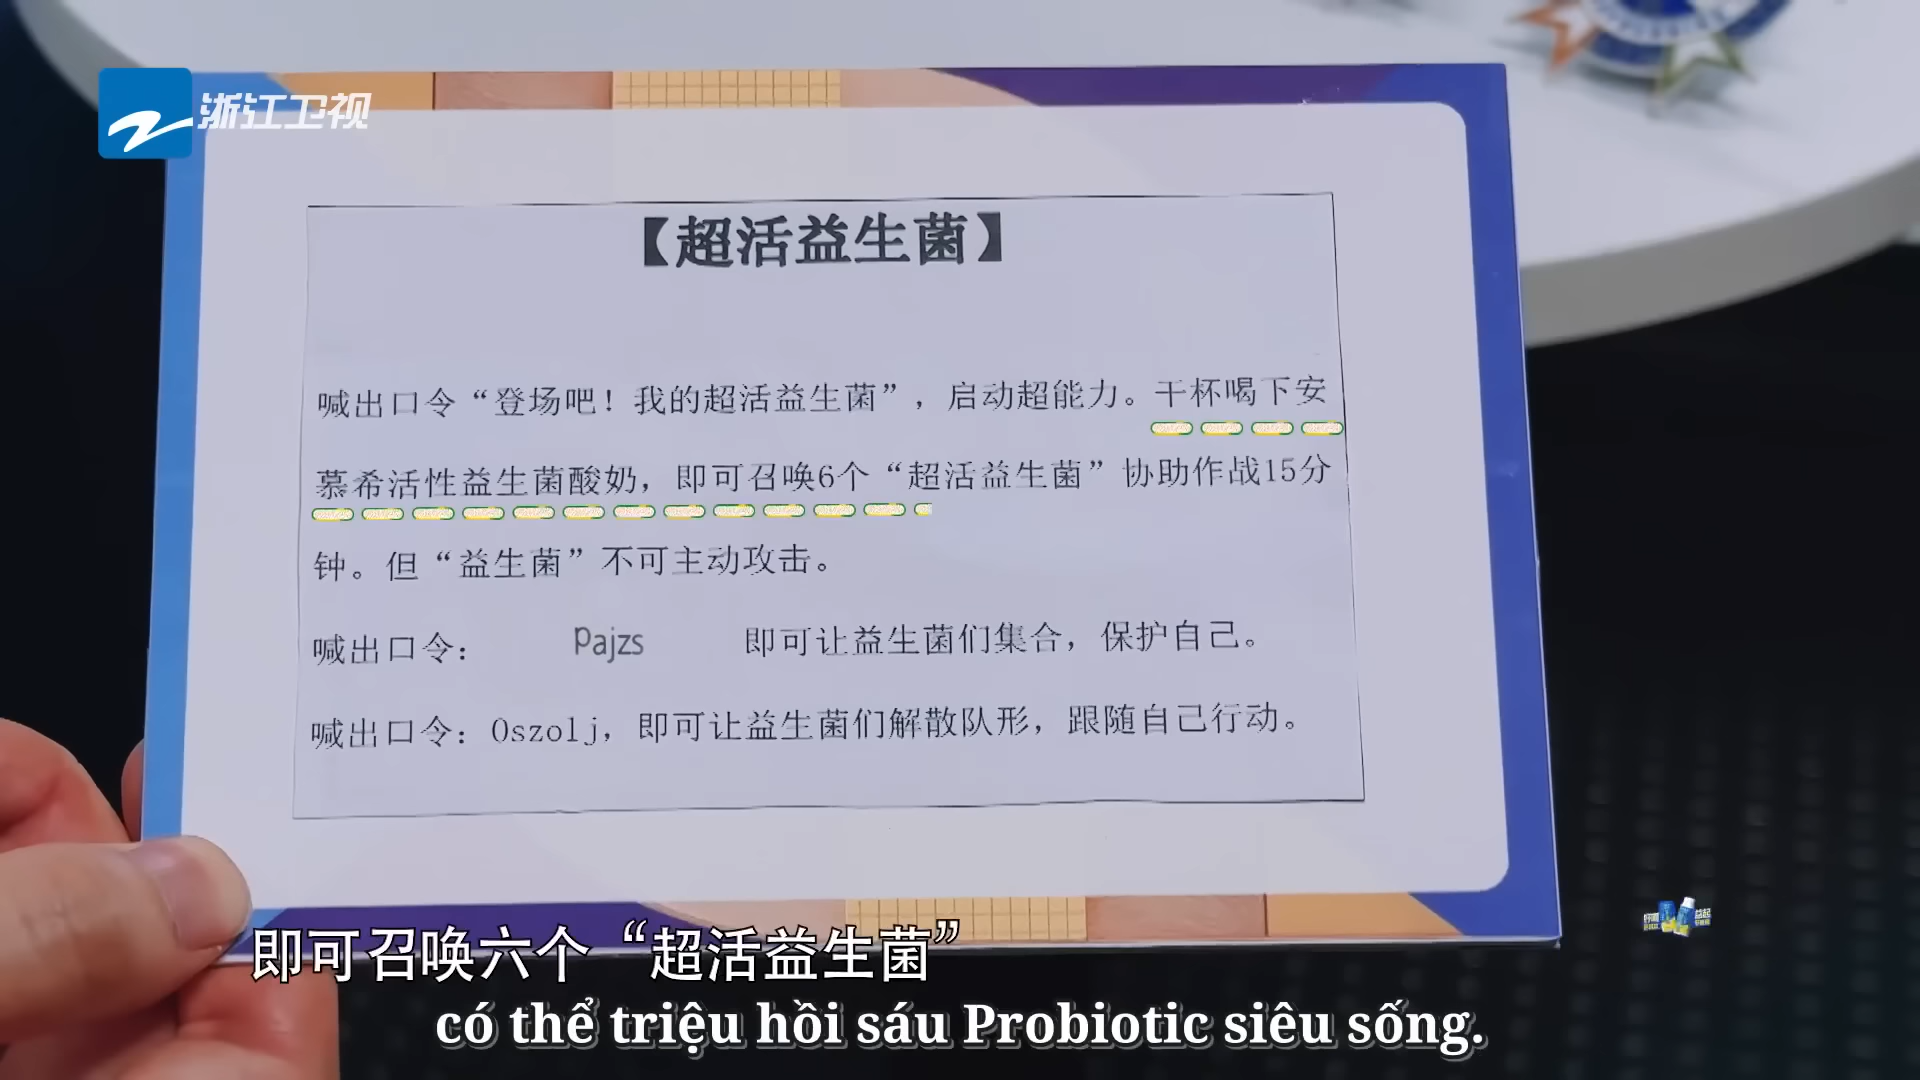 浙江卫视
【超活益生菌】
喊出口令“登场吧！我的超活益生菌”，启动超能力。干杯喝下安
慕希活性益生菌酸奶，即可召唤6个“超活益生菌”协助作战15分
钟。但“益生菌”不可主动攻击。
喊出口令： Pajzs 即可让益生菌们集合，保护自己。
喊出口令：Oszolj，即可让益生菌们解散队形，跟随自己行动。
即可召唤六个“超活益生菌”
có thể triệu hồi sáu Probiotic siêu sống.